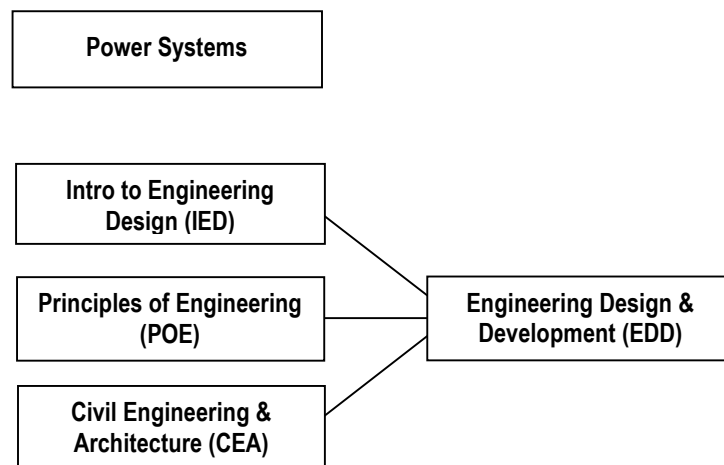 Power Systems
Intro to Engineering
Design (IED)
Principles of Engineering
(POE)
Engineering Design &
Development (EDD)
Civil Engineering &
Architecture (CEA)